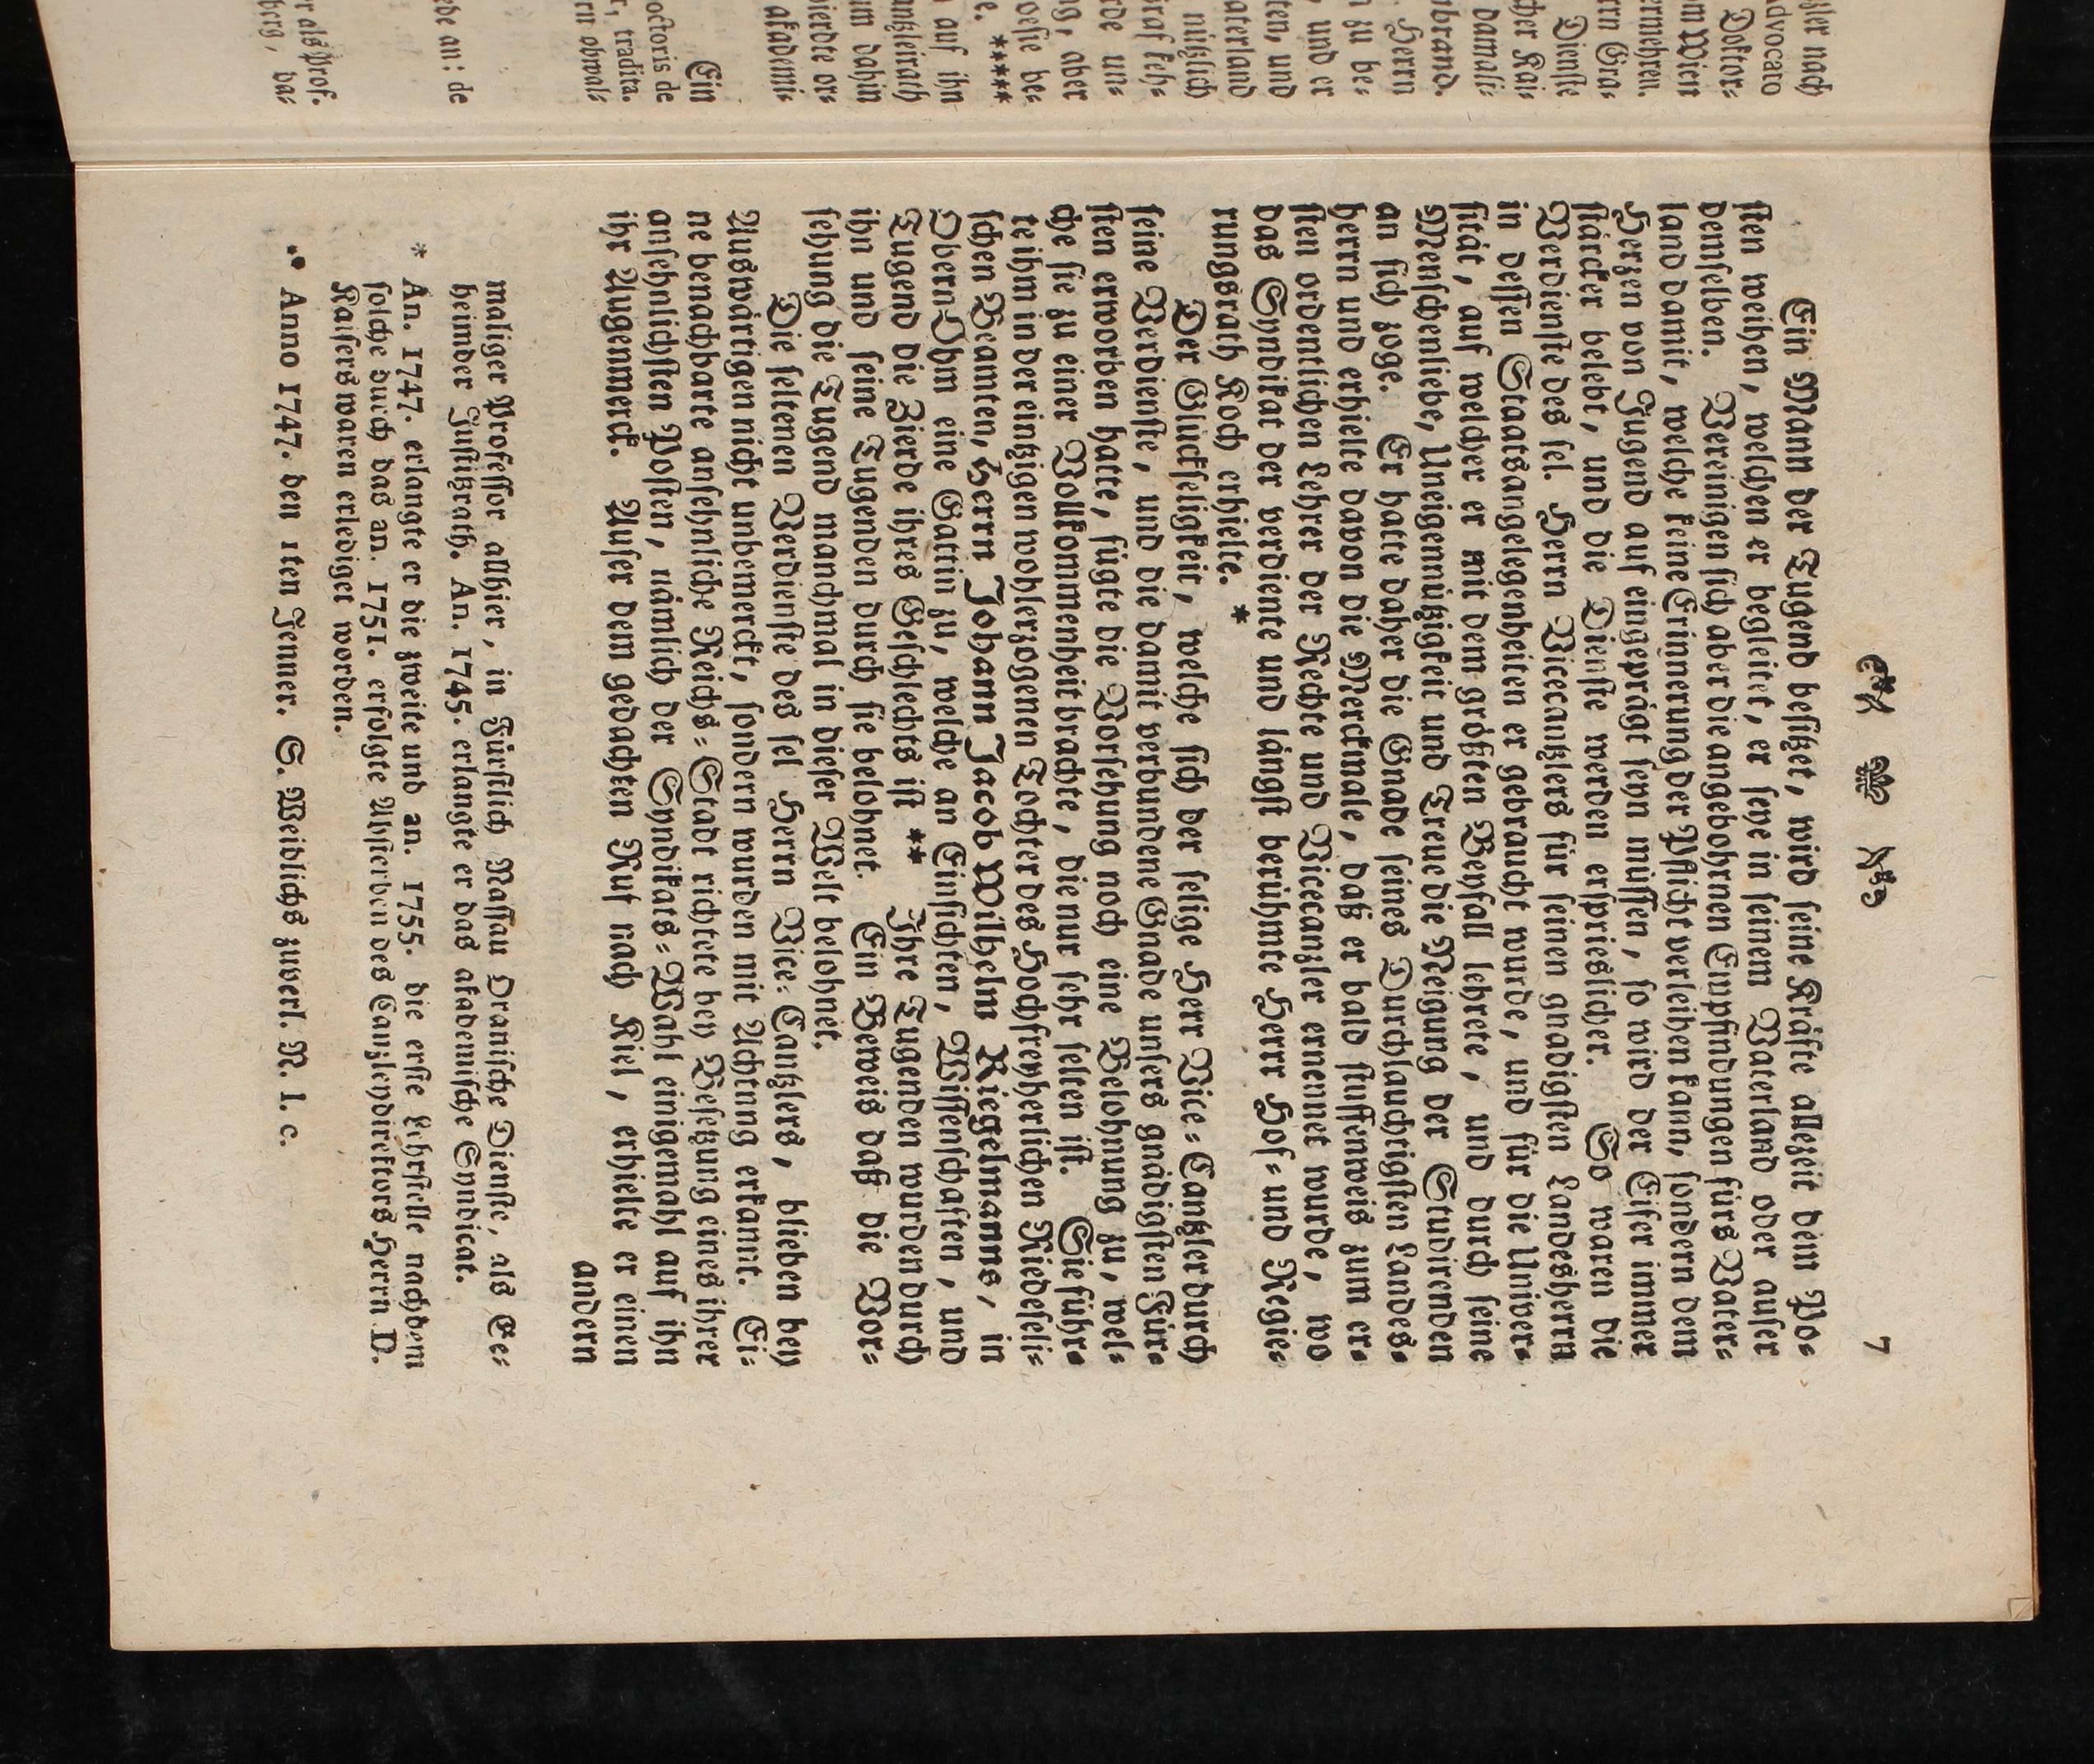 7
Ein Mann der Tugend besitzet, wird seine Kräfte allezeit dem Po-
sten weihen, welchen er begleitet, er seye in seinem Vaterland oder auser
demselben. Vereinigen sich aber die angebohrnen Empfindungen fürs Vater-
land damit, welche keine Erinnerung der Pflicht verleihen kann, sondern dem
Herzen von Jugend auf eingeprägt seyn müssen, so wird der Eifer immer
stärcker belebt, und die Dienste werden ersprieslicher. So waren die
Verdienste des sel. Herrn Vicecanzlers für seinen gnädigsten Landesherrn
in dessen Staatsangelegenheiten er gebraucht wurde, und für die Univer-
sität, auf welcher er mit dem größten Beyfall lehrete, und durch seine
Menschenliebe, Uneigennützigkeit und Treue die Neigung der Studirenden
an sich zoge. Er hatte daher die Gnade seines Durchlauchtigsten Landes-
herrn und erhielte davon die Merckmale, daß er bald stuffenweis zum er-
sten ordentlichen Lehrer der Rechte und Vicecanzler ernennet wurde, wo
das Syndikat der verdiente und längst berühmte Herr Hof- und Regie-
rungsrath Koch erhielte. *
Der Glückseligkeit, welche sich der selige Herr Vice-Cantzler durch
seine Verdienste, und die damit verbundene Gnade unsers gnädigsten Für-
sten erworben hatte, fügte die Vorsehung noch eine Belohnung zu, wel-
che sie zu einer Vollkommenheit brachte, die nur sehr selten ist. Sie führ-
te ihm in der eintzigen wohlerzogenen Tochter des Hochfreyherlichen Riedeseli-
schen Beamten, Herrn Johann Jacob Wilhelm Riegelmanns, in
Obern Ohm eine Gattin zu, welche an Einsichten, Wissenschaften, und
Tugend die Zierde ihres Geschlechts ist ** Ihre Tugenden wurden durch
ihn und seine Tugenden durch sie belohnet. Ein Beweis daß die Vor-
sehung die Tugend manchmal in dieser Welt belohnet.
Die seltenen Verdienste des sel Herrn Vice-Cantzlers, blieben bey
Auswärtigen nicht unbemerckt, sondern wurden mit Achtung erkannt. Ei-
ne benachbarte ansehnliche Reichs-Stadt richtete bey Besetzung eines ihrer
ansehnlichsten Posten, nämlich der Syndikats-Wahl einigemahl auf ihn
ihr Augenmerck. Auser dem gedachten Ruf nach Kiel, erhielte er einen
andern
maliger Professor allhier, in Fürstlich Nassau Oranische Dienste, als Ge-
heimder Justitzrath. An. 1745. erlangte er das akademische Syndicat.
* An. 1747. erlangte er die zweite und an. 1755. die erste Lehrstelle nachdem
solche durch das an. 1751. erfolgte Absterben des Canzleydirektors Herrn D.
Kaisers waren erlediget worden.
** Anno 1747. den 1ten Jenner. S. Weidlichs zuverl. N. l. c.